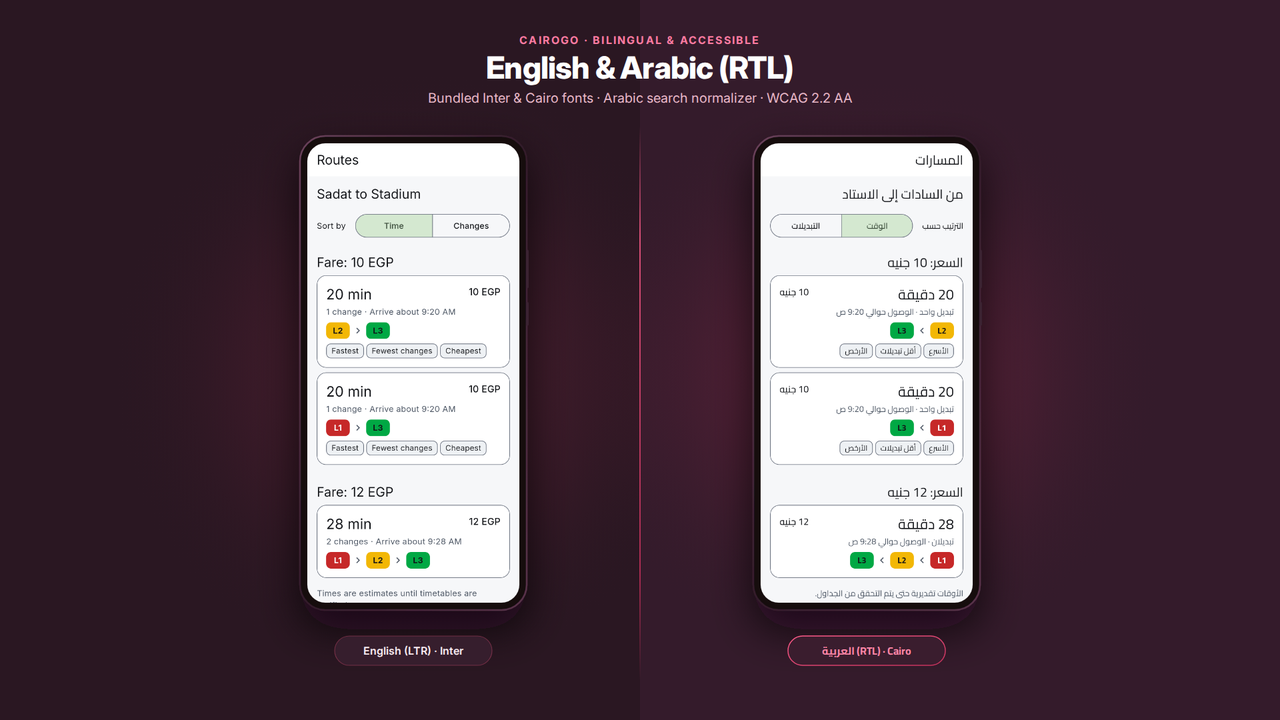 CAIROGO · BILINGUAL & ACCESSIBLE
English & Arabic (RTL)
Bundled Inter & Cairo fonts · Arabic search normalizer · WCAG 2.2 AA
Routes
Sadat to Stadium
Sort by Time Changes
Fare: 10 EGP
20 min 10 EGP
1 change · Arrive about 9:20 AM
L2 > L3
Fastest Fewest changes Cheapest
20 min 10 EGP
1 change · Arrive about 9:20 AM
L1 > L3
Fastest Fewest changes Cheapest
Fare: 12 EGP
28 min 12 EGP
2 changes · Arrive about 9:28 AM
L1 > L2 > L3
Times are estimates until timetables are
English (LTR) · Inter
المسارات
من السادات إلى الاستاد
الترتيب حسب الوقت التبديلات
السعر: 10 جنيه
20 دقيقة 10 جنيه
تبديل واحد · الوصول حوالي 9:20 ص
L2 < L3
الأسرع أقل تبديلات الأرخص
20 دقيقة 10 جنيه
تبديل واحد · الوصول حوالي 9:20 ص
L1 < L3
الأسرع أقل تبديلات الأرخص
السعر: 12 جنيه
28 دقيقة 12 جنيه
تبديلان · الوصول حوالي 9:28 ص
L1 < L2 < L3
الأوقات تقديرية حتى يتم التحقق من الجداول.
العربية (RTL) · Cairo